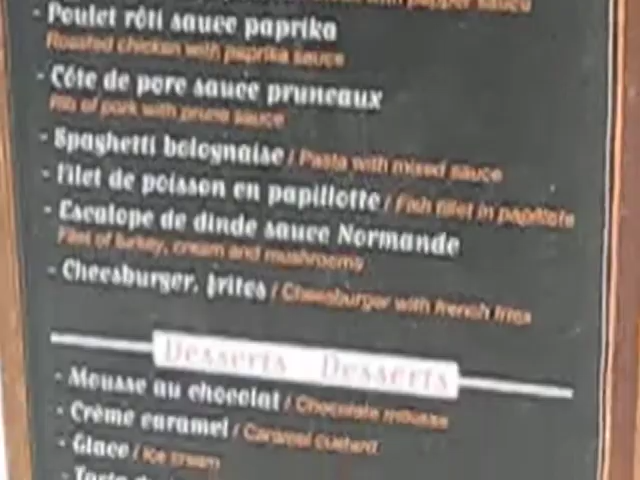 with pepper sauce
- Poulet rôti sauce paprika
Roasted chicken with paprika sauce
- Côte de porc sauce pruneaux
Rib of pork with prune sauce
- Spaghetti bolognaise / Pasta with mixed sauce
- Filet de poisson en papillotte / Fish fillet in papillote
- Escalope de dinde sauce Normande
Filet of turkey, cream and mushrooms
- Cheesburger, frites / Cheesburger with french fries
Desserts Desserts
- Mousse au chocolat / Chocolate mousse
- Crème caramel / Caramel custard
- Glace / Ice cream
- Tarte